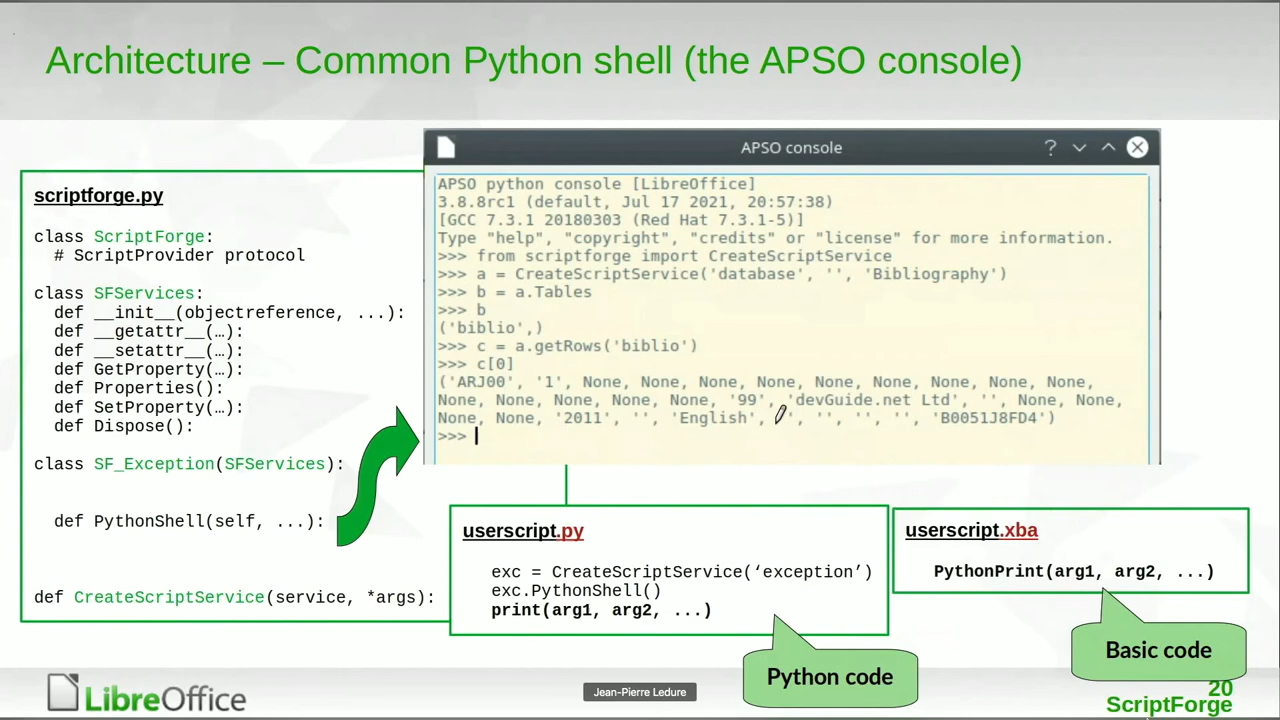 Architecture – Common Python shell (the APSO console)
scriptforge.py
class ScriptForge:
# ScriptProvider protocol
class SFServices:
def __init__(objectreference, ...):
def __getattr__(…):
def __setattr__(…):
def GetProperty(…):
def Properties():
def SetProperty(…):
def Dispose():
class SF_Exception(SFServices):
def PythonShell(self, ...):
def CreateScriptService(service, *args):
APSO console
APSO python console [LibreOffice]
3.8.8rc1 (default, Jul 17 2021, 20:57:38)
[GCC 7.3.1 20180303 (Red Hat 7.3.1-5)]
Type "help", "copyright", "credits" or "license" for more information.
>>> from scriptforge import CreateScriptService
>>> a = CreateScriptService('database', '', 'Bibliography')
>>> b = a.Tables
>>> b
('biblio',)
>>> c = a.getRows('biblio')
>>> c[0]
('ARJ00', '1', None, None, None, None, None, None, None, None, None,
None, None, None, None, None, '99', 'devGuide.net Ltd', '', None, None,
None, None, '2011', '', 'English', '', '', '', '', 'B0051J8FD4')
>>>
userscript.py
exc = CreateScriptService(‘exception’)
exc.PythonShell()
print(arg1, arg2, ...)
userscript.xba
PythonPrint(arg1, arg2, ...)
Python code
Basic code
LibreOffice
Jean-Pierre Ledure
20
ScriptForge